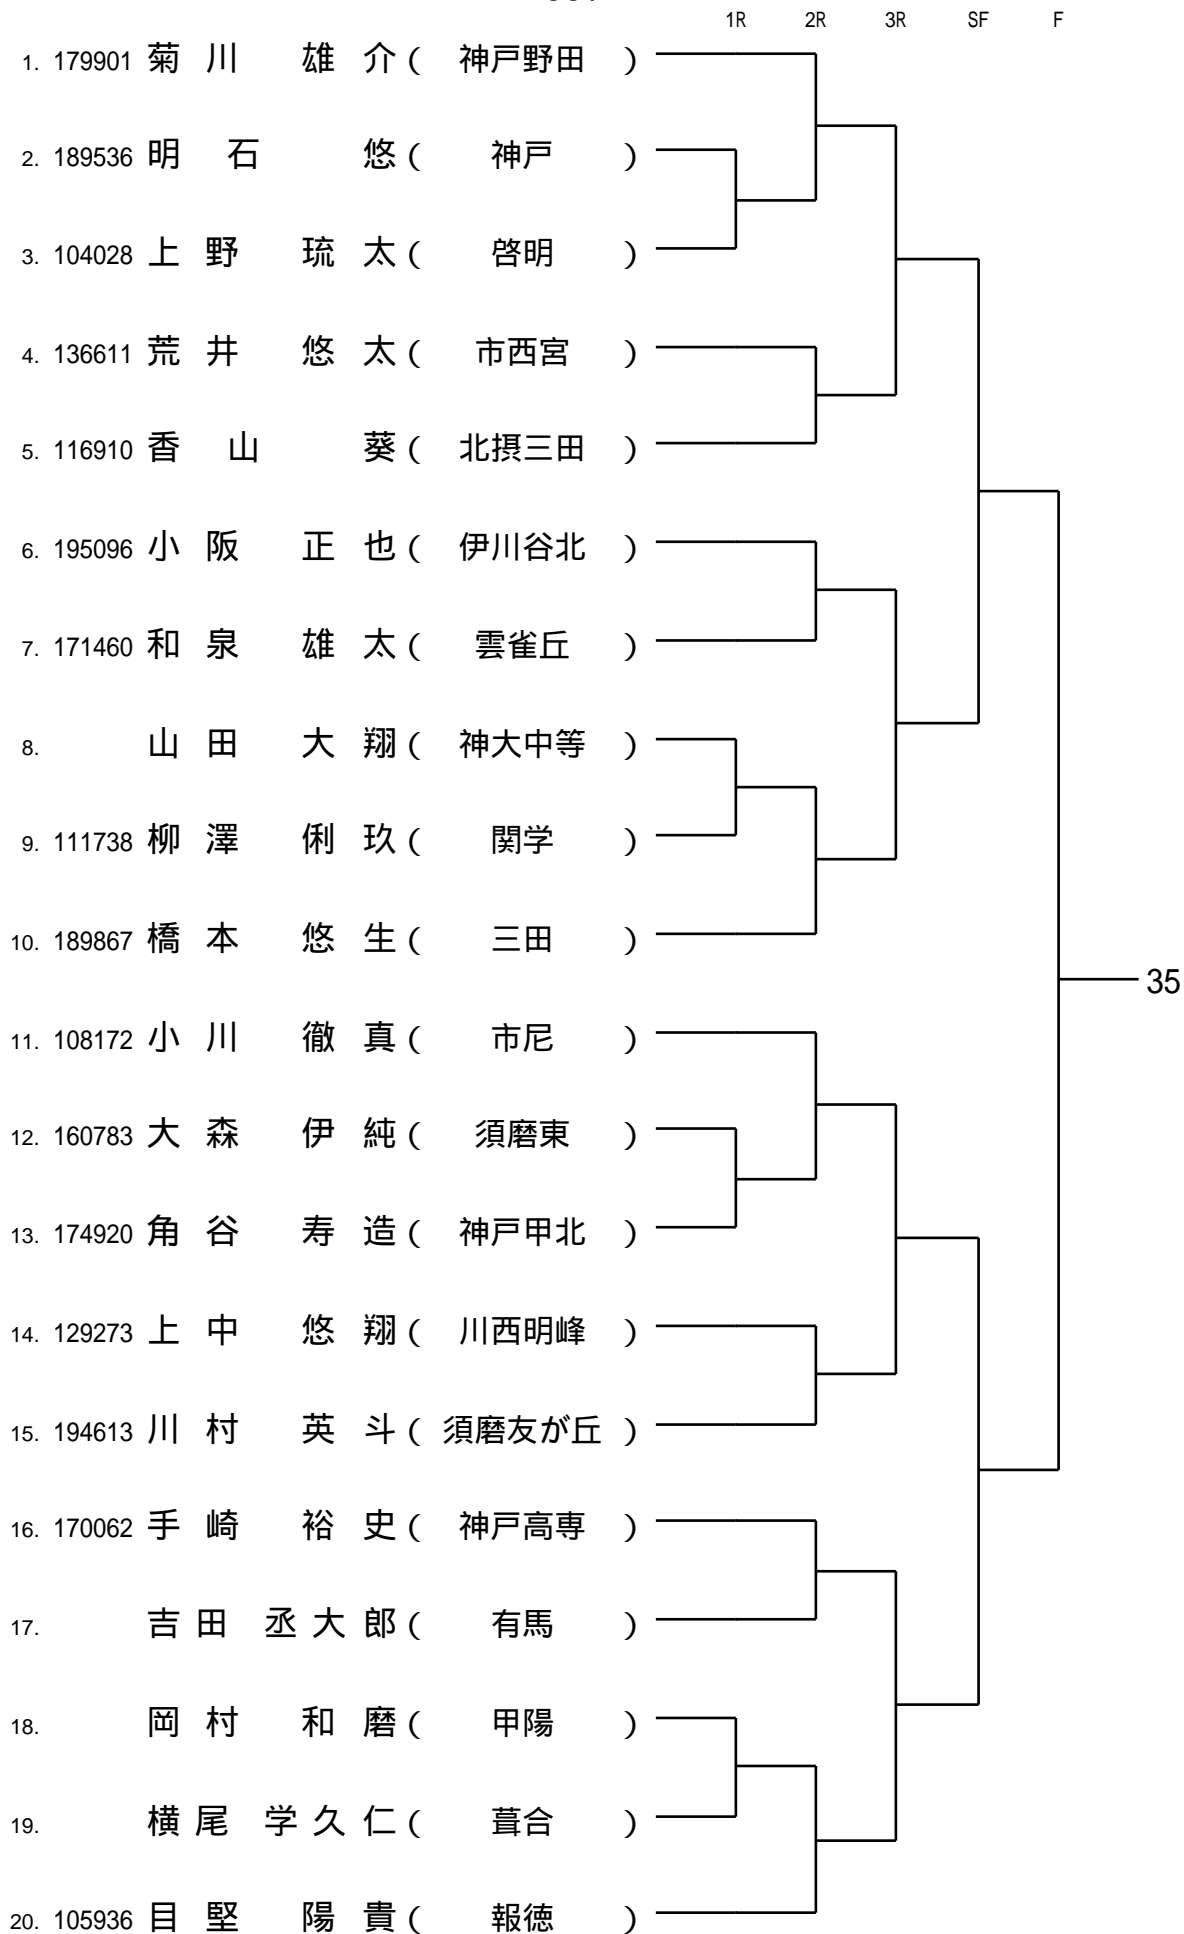 1R 2R 3R SF F
1. 179901 菊川 雄介 ( 神戸野田 )
2. 189536 明石 悠 ( 神戸 )
3. 104028 上野 琉太 ( 啓明 )
4. 136611 荒井 悠太 ( 市西宮 )
5. 116910 香山 葵 ( 北摂三田 )
6. 195096 小阪 正也 ( 伊川谷北 )
7. 171460 和泉 雄太 ( 雲雀丘 )
8. 山田 大翔 ( 神大中等 )
9. 111738 柳澤 俐玖 ( 関学 )
10. 189867 橋本 悠生 ( 三田 )
35
11. 108172 小川 徹真 ( 市尼 )
12. 160783 大森 伊純 ( 須磨東 )
13. 174920 角谷 寿造 ( 神戸甲北 )
14. 129273 上中 悠翔 ( 川西明峰 )
15. 194613 川村 英斗 ( 須磨友が丘 )
16. 170062 手崎 裕史 ( 神戸高専 )
17. 吉田 丞大郎 ( 有馬 )
18. 岡村 和磨 ( 甲陽 )
19. 横尾 学久仁 ( 葺合 )
20. 105936 目堅 陽貴 ( 報徳 )